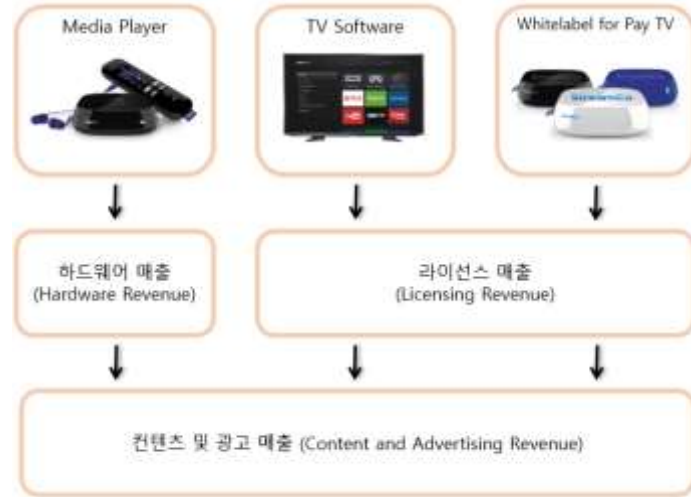 Media Player
TV Software
Whitelabel for Pay TV
하드웨어 매출
(Hardware Revenue)
라이선스 매출
(Licensing Revenue)
컨텐츠 및 광고 매출 (Content and Advertising Revenue)